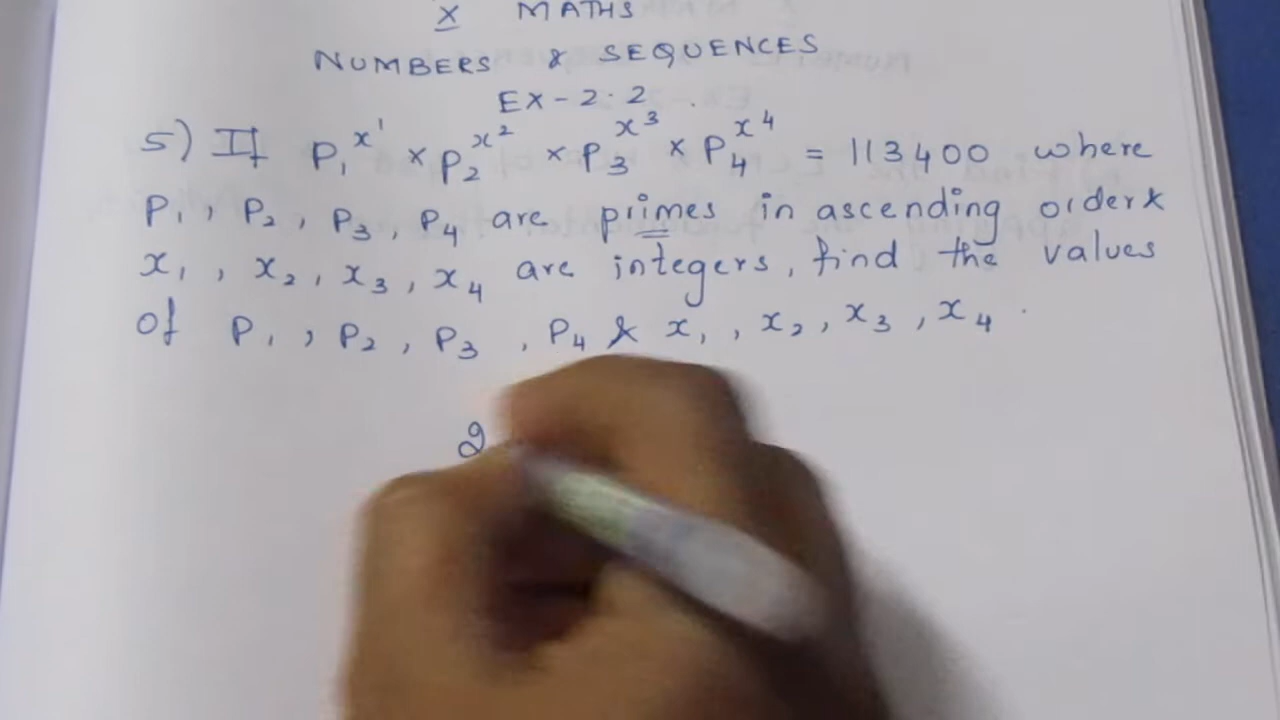 X MATHS
NUMBERS & SEQUENCES
EX-2.2.
5) If P₁^x1 × P₂^x2 × P₃^x3 × P₄^x4 = 113400 where
P₁, P₂, P₃, P₄ are primes in ascending order &
x₁, x₂, x₃, x₄ are integers, find the values
of P₁, P₂, P₃, P₄ & x₁, x₂, x₃, x₄.
2